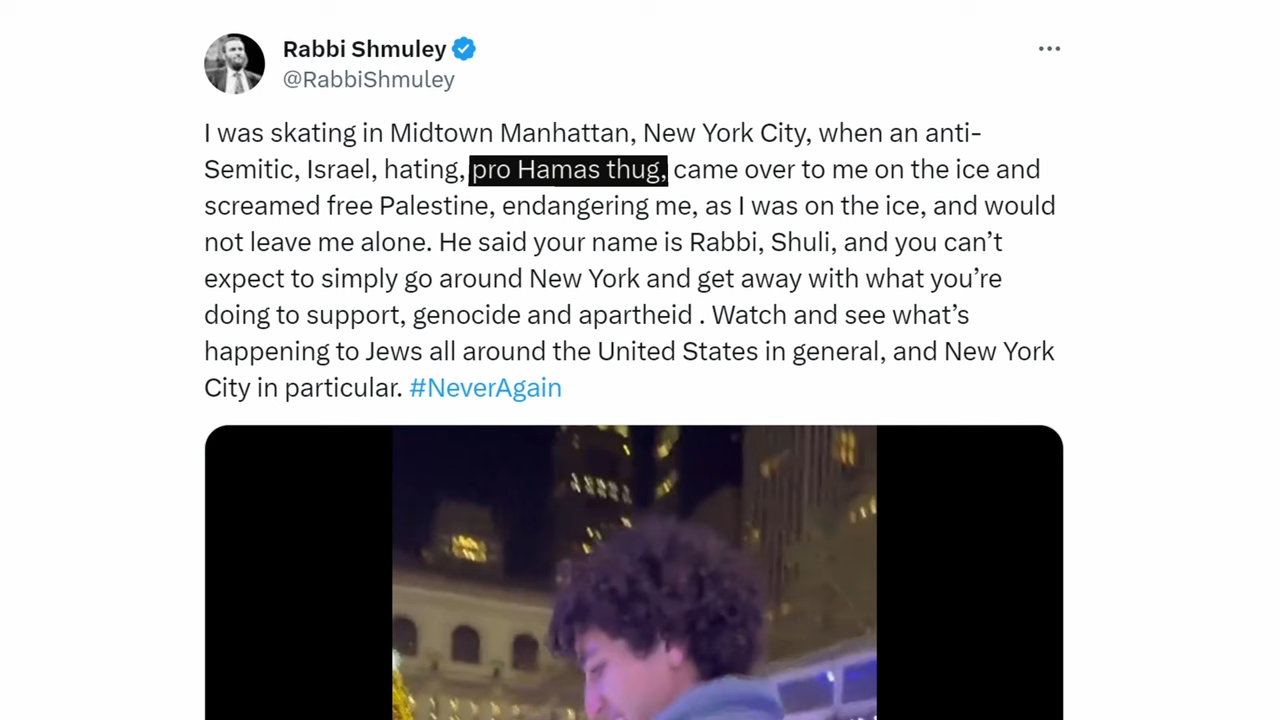 Rabbi Shmuley
@RabbiShmuley
I was skating in Midtown Manhattan, New York City, when an anti-
Semitic, Israel, hating, pro Hamas thug, came over to me on the ice and
screamed free Palestine, endangering me, as I was on the ice, and would
not leave me alone. He said your name is Rabbi, Shuli, and you can’t
expect to simply go around New York and get away with what you’re
doing to support, genocide and apartheid . Watch and see what’s
happening to Jews all around the United States in general, and New York
City in particular. #NeverAgain